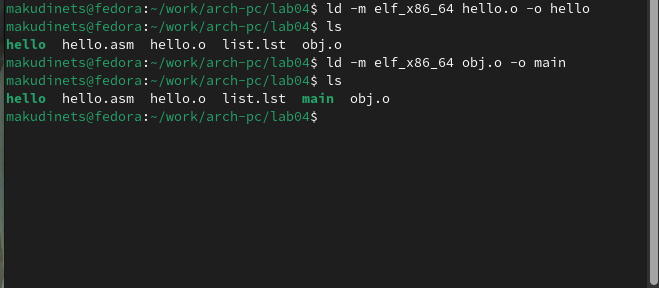 makudinets@fedora:~/work/arch-pc/lab04$ ld -m elf_x86_64 hello.o -o hello
makudinets@fedora:~/work/arch-pc/lab04$ ls
hello  hello.asm  hello.o  list.lst  obj.o
makudinets@fedora:~/work/arch-pc/lab04$ ld -m elf_x86_64 obj.o -o main
makudinets@fedora:~/work/arch-pc/lab04$ ls
hello  hello.asm  hello.o  list.lst  main  obj.o
makudinets@fedora:~/work/arch-pc/lab04$